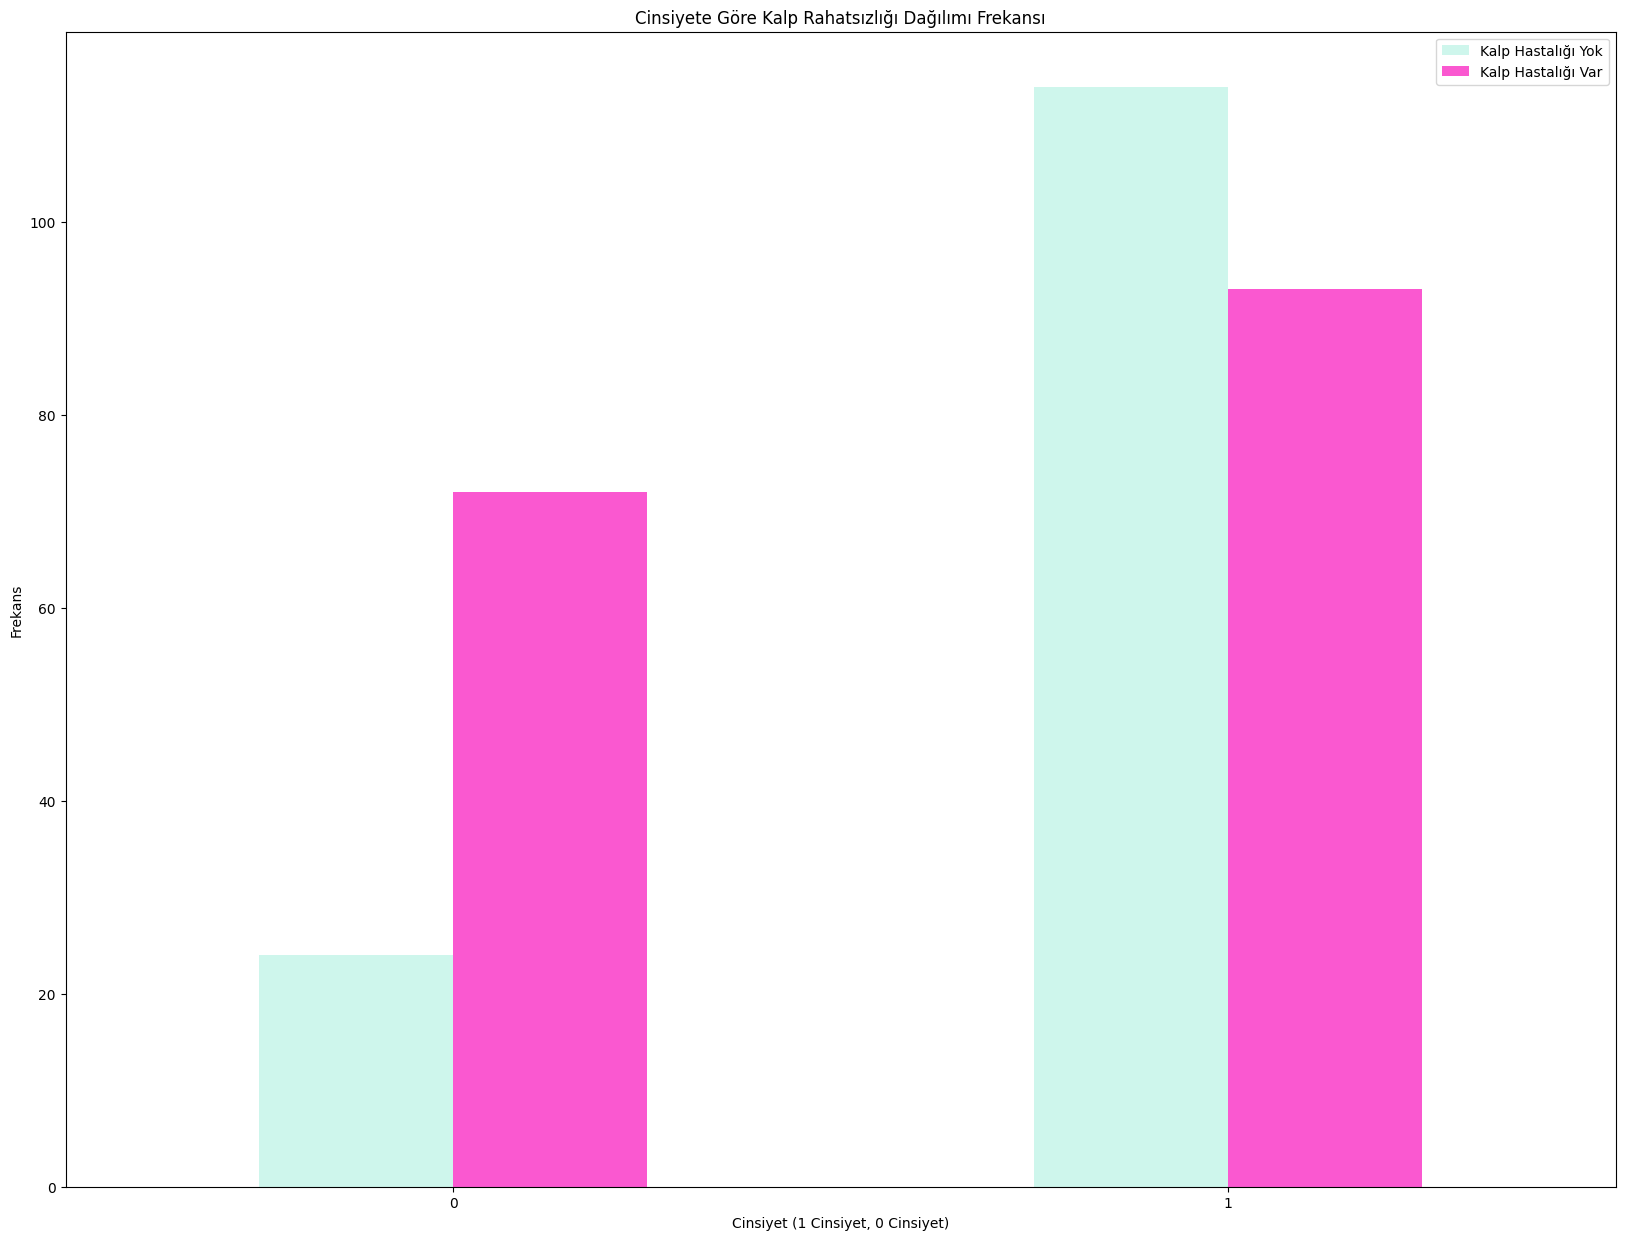 Cinsiyete Göre Kalp Rahatsızlığı Dağılımı Frekansı
Kalp Hastalığı Yok
Kalp Hastalığı Var
Frekans
100
80
60
40
20
0
0 1
Cinsiyet (1 Cinsiyet, 0 Cinsiyet)